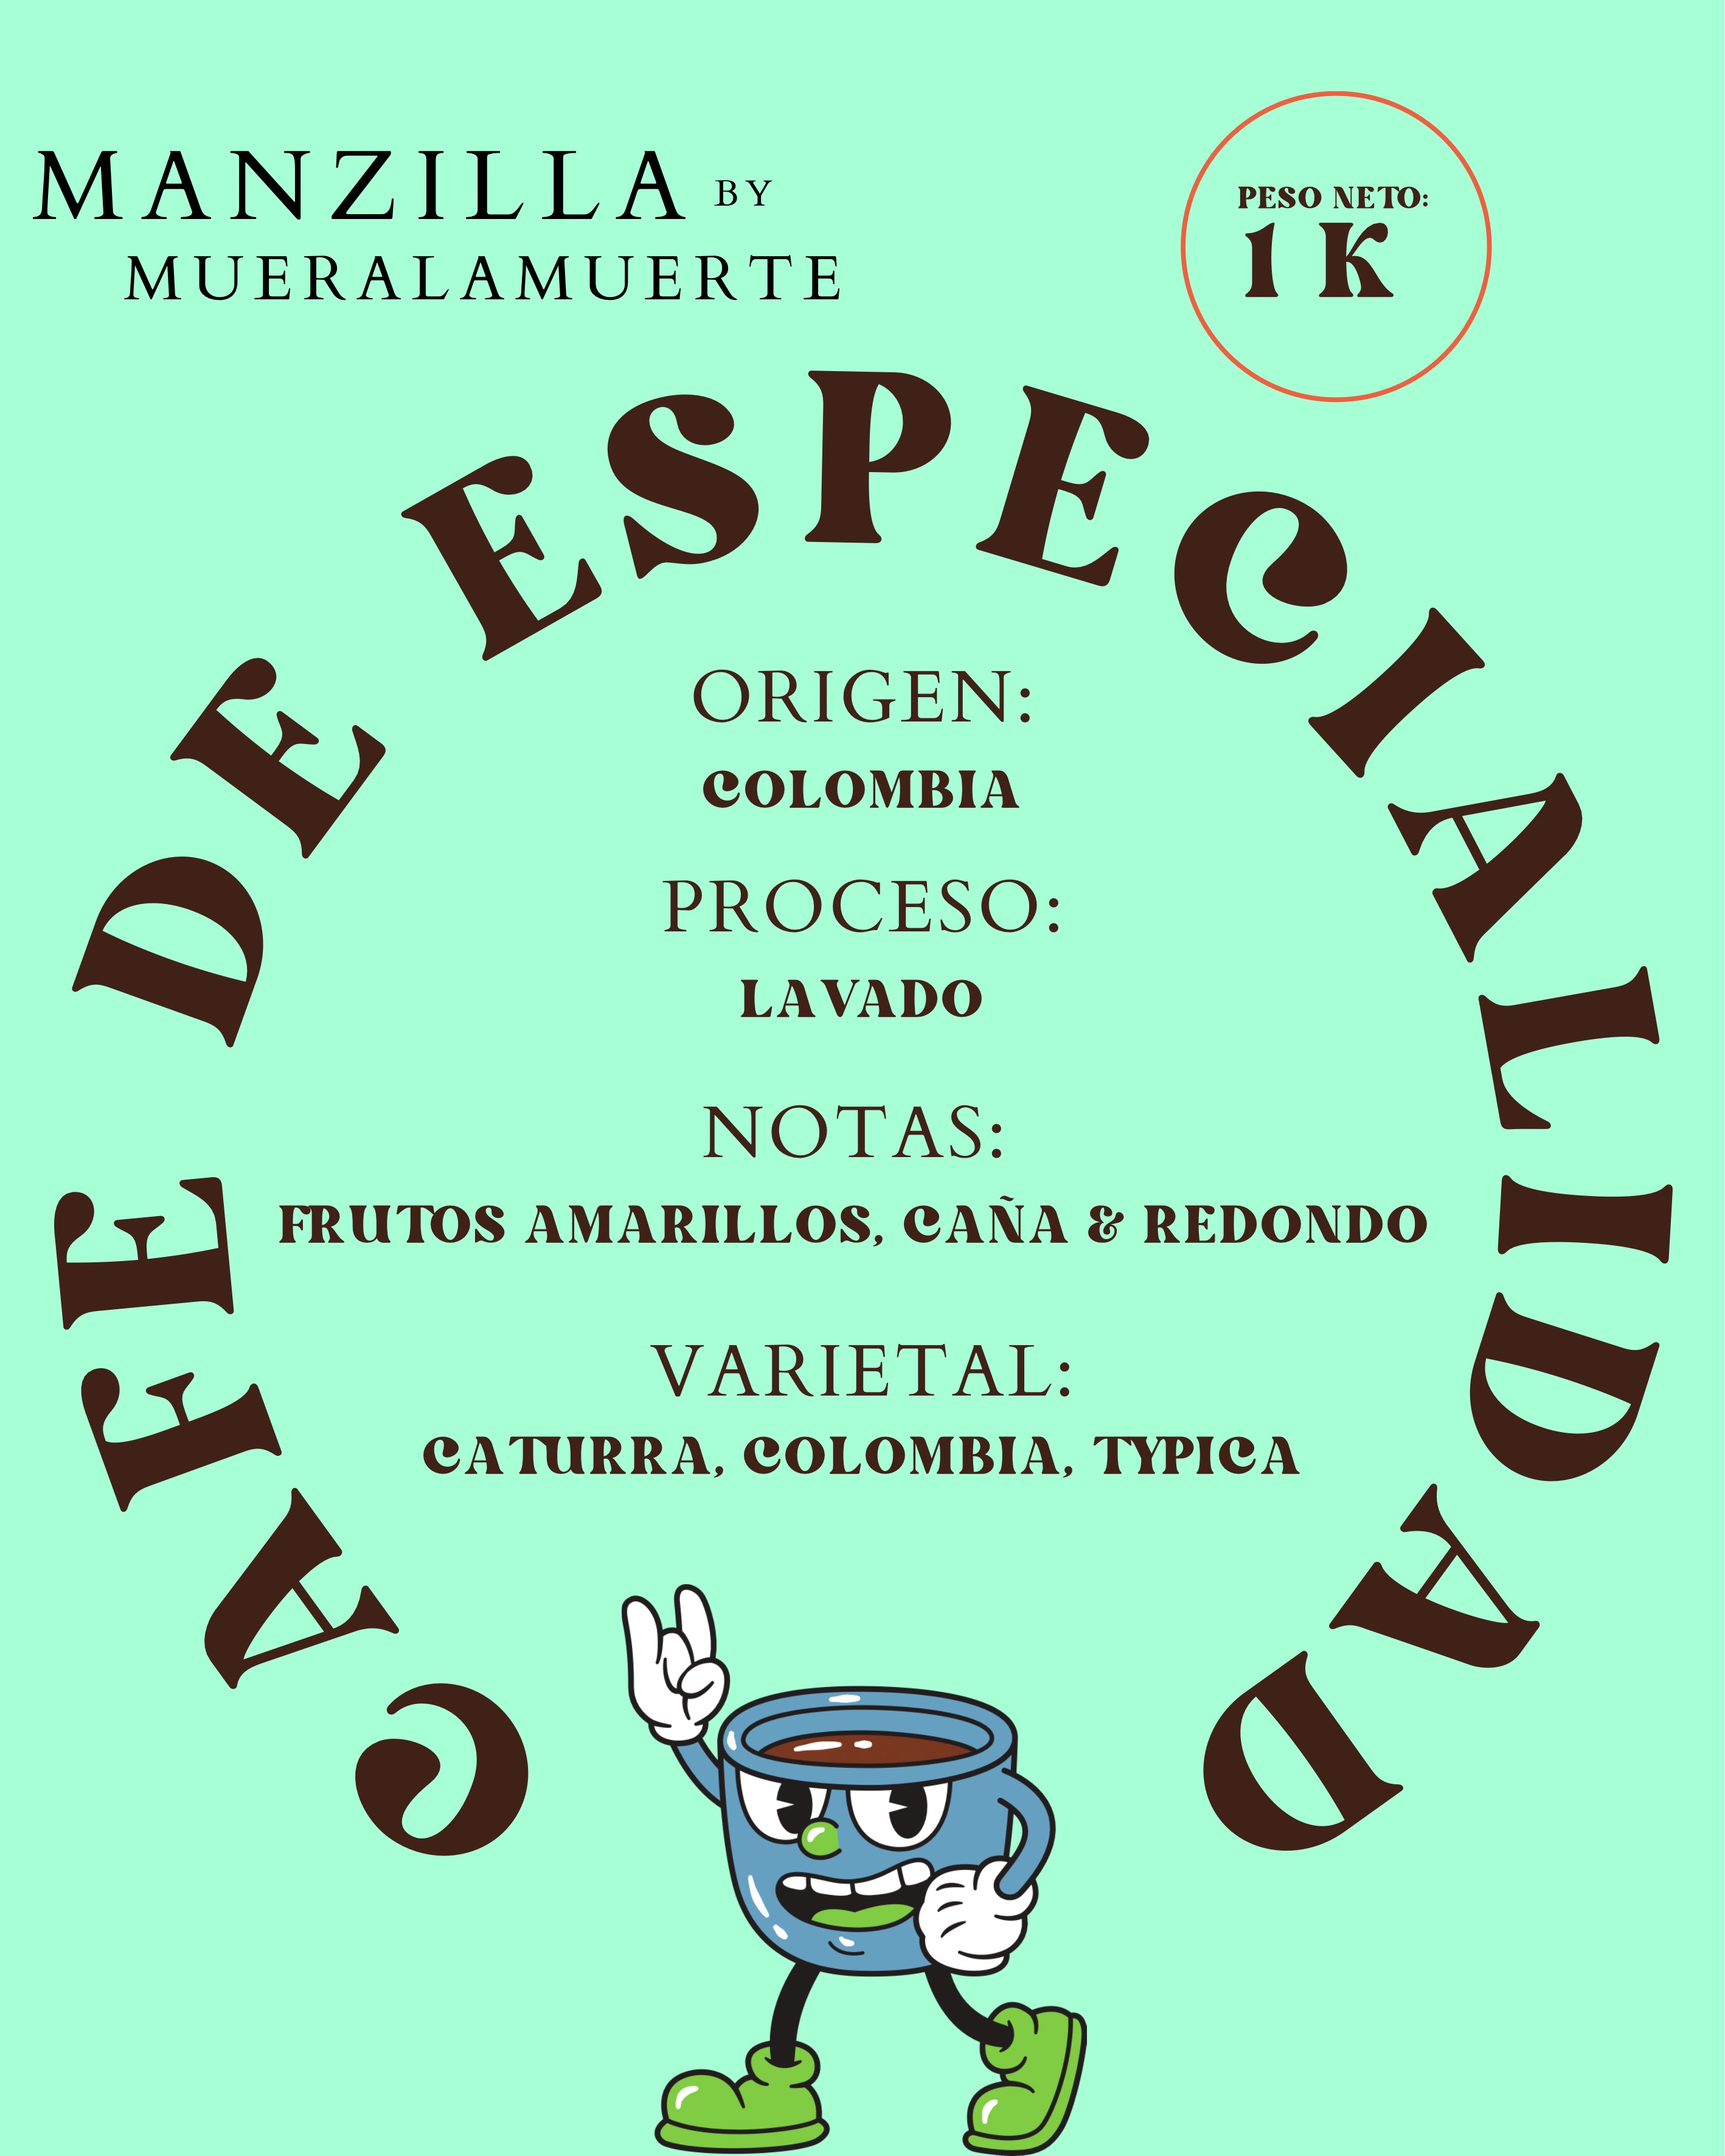 MANZILLA BY
MUERALAMUERTE
PESO NETO:
1 K
CAFE DE ESPECIALIDAD
ORIGEN:
COLOMBIA
PROCESO:
LAVADO
NOTAS:
FRUTOS AMARILLOS, CAÑA & REDONDO
VARIETAL:
CATURRA, COLOMBIA, TYPICA